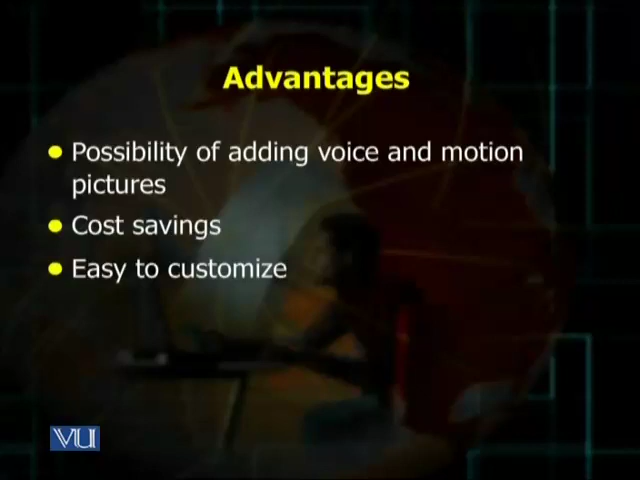 Advantages
Possibility of adding voice and motion
pictures
Cost savings
Easy to customize
VU